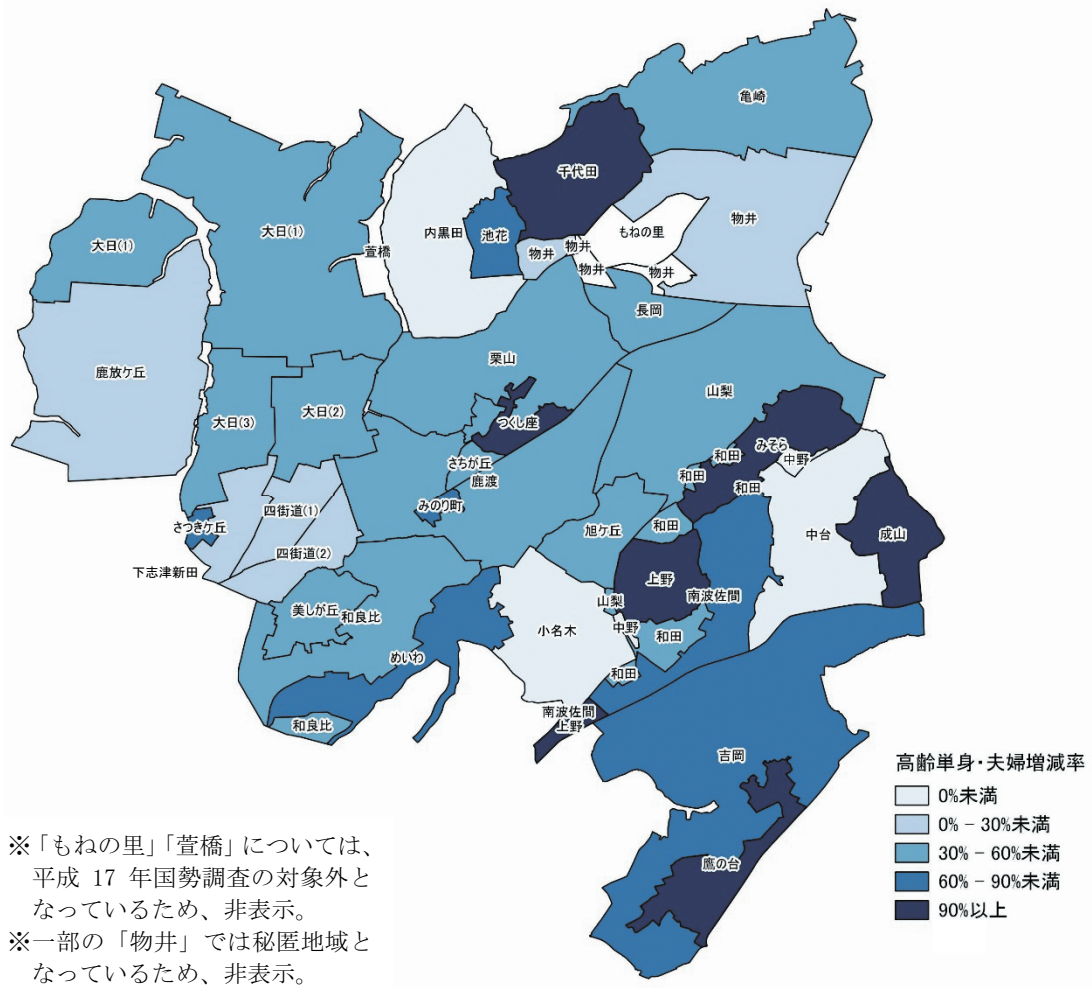 亀崎
千代田
大日(1)
大日(1)
萱橋
内黒田
池花
物井
物井
物井
もねの里
物井
物井
長岡
鹿放ケ丘
栗山
山梨
大日(3)
大日(2)
つくし座
みそら
和田
中野
さちが丘
鹿渡
和田
和田
みのり町
四街道(1)
さつきケ丘
旭ケ丘
和田
中台
成山
四街道(2)
下志津新田
上野
美しが丘
和良比
山梨
南波佐間
小名木
中野
和田
めいわ
和田
南波佐間
上野
和良比
吉岡
鷹の台
高齢単身・夫婦増減率
0%未満
0% - 30%未満
30% - 60%未満
60% - 90%未満
90%以上
※「もねの里」「萱橋」については、
平成 17 年国勢調査の対象外と
なっているため、非表示。
※一部の「物井」では秘匿地域と
なっているため、非表示。